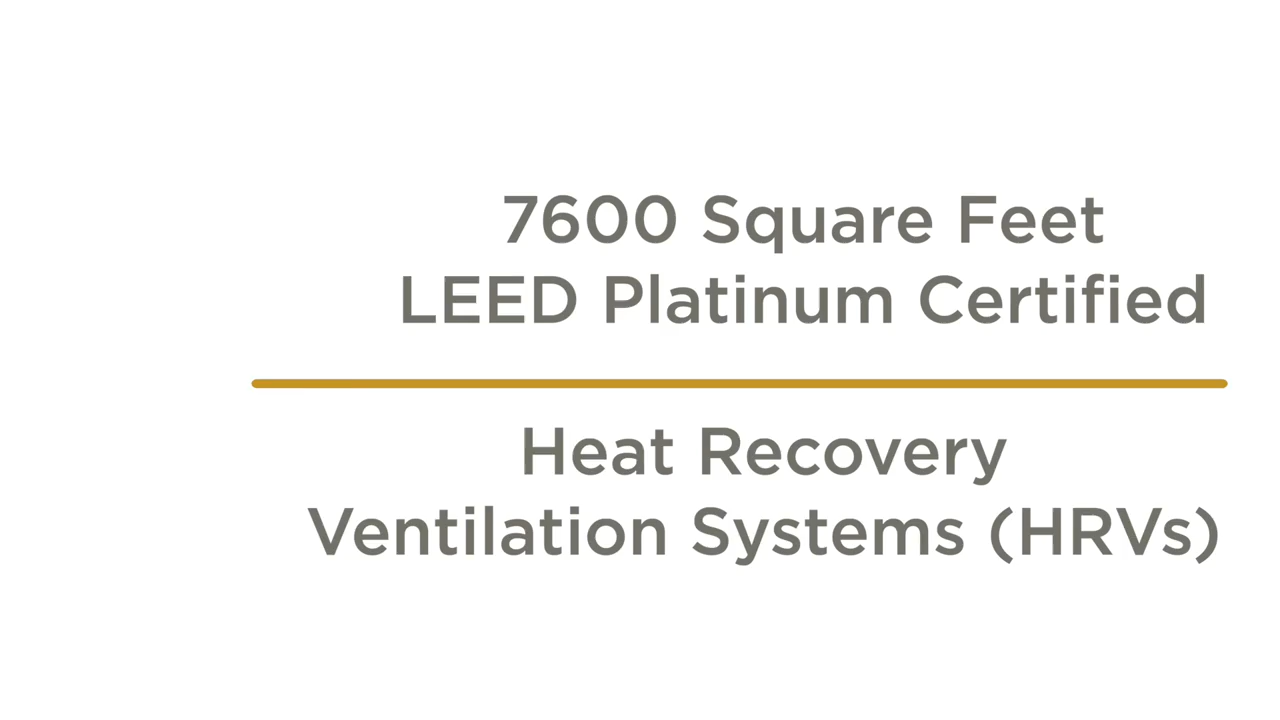 7600 Square Feet
LEED Platinum Certified
Heat Recovery
Ventilation Systems (HRVs)